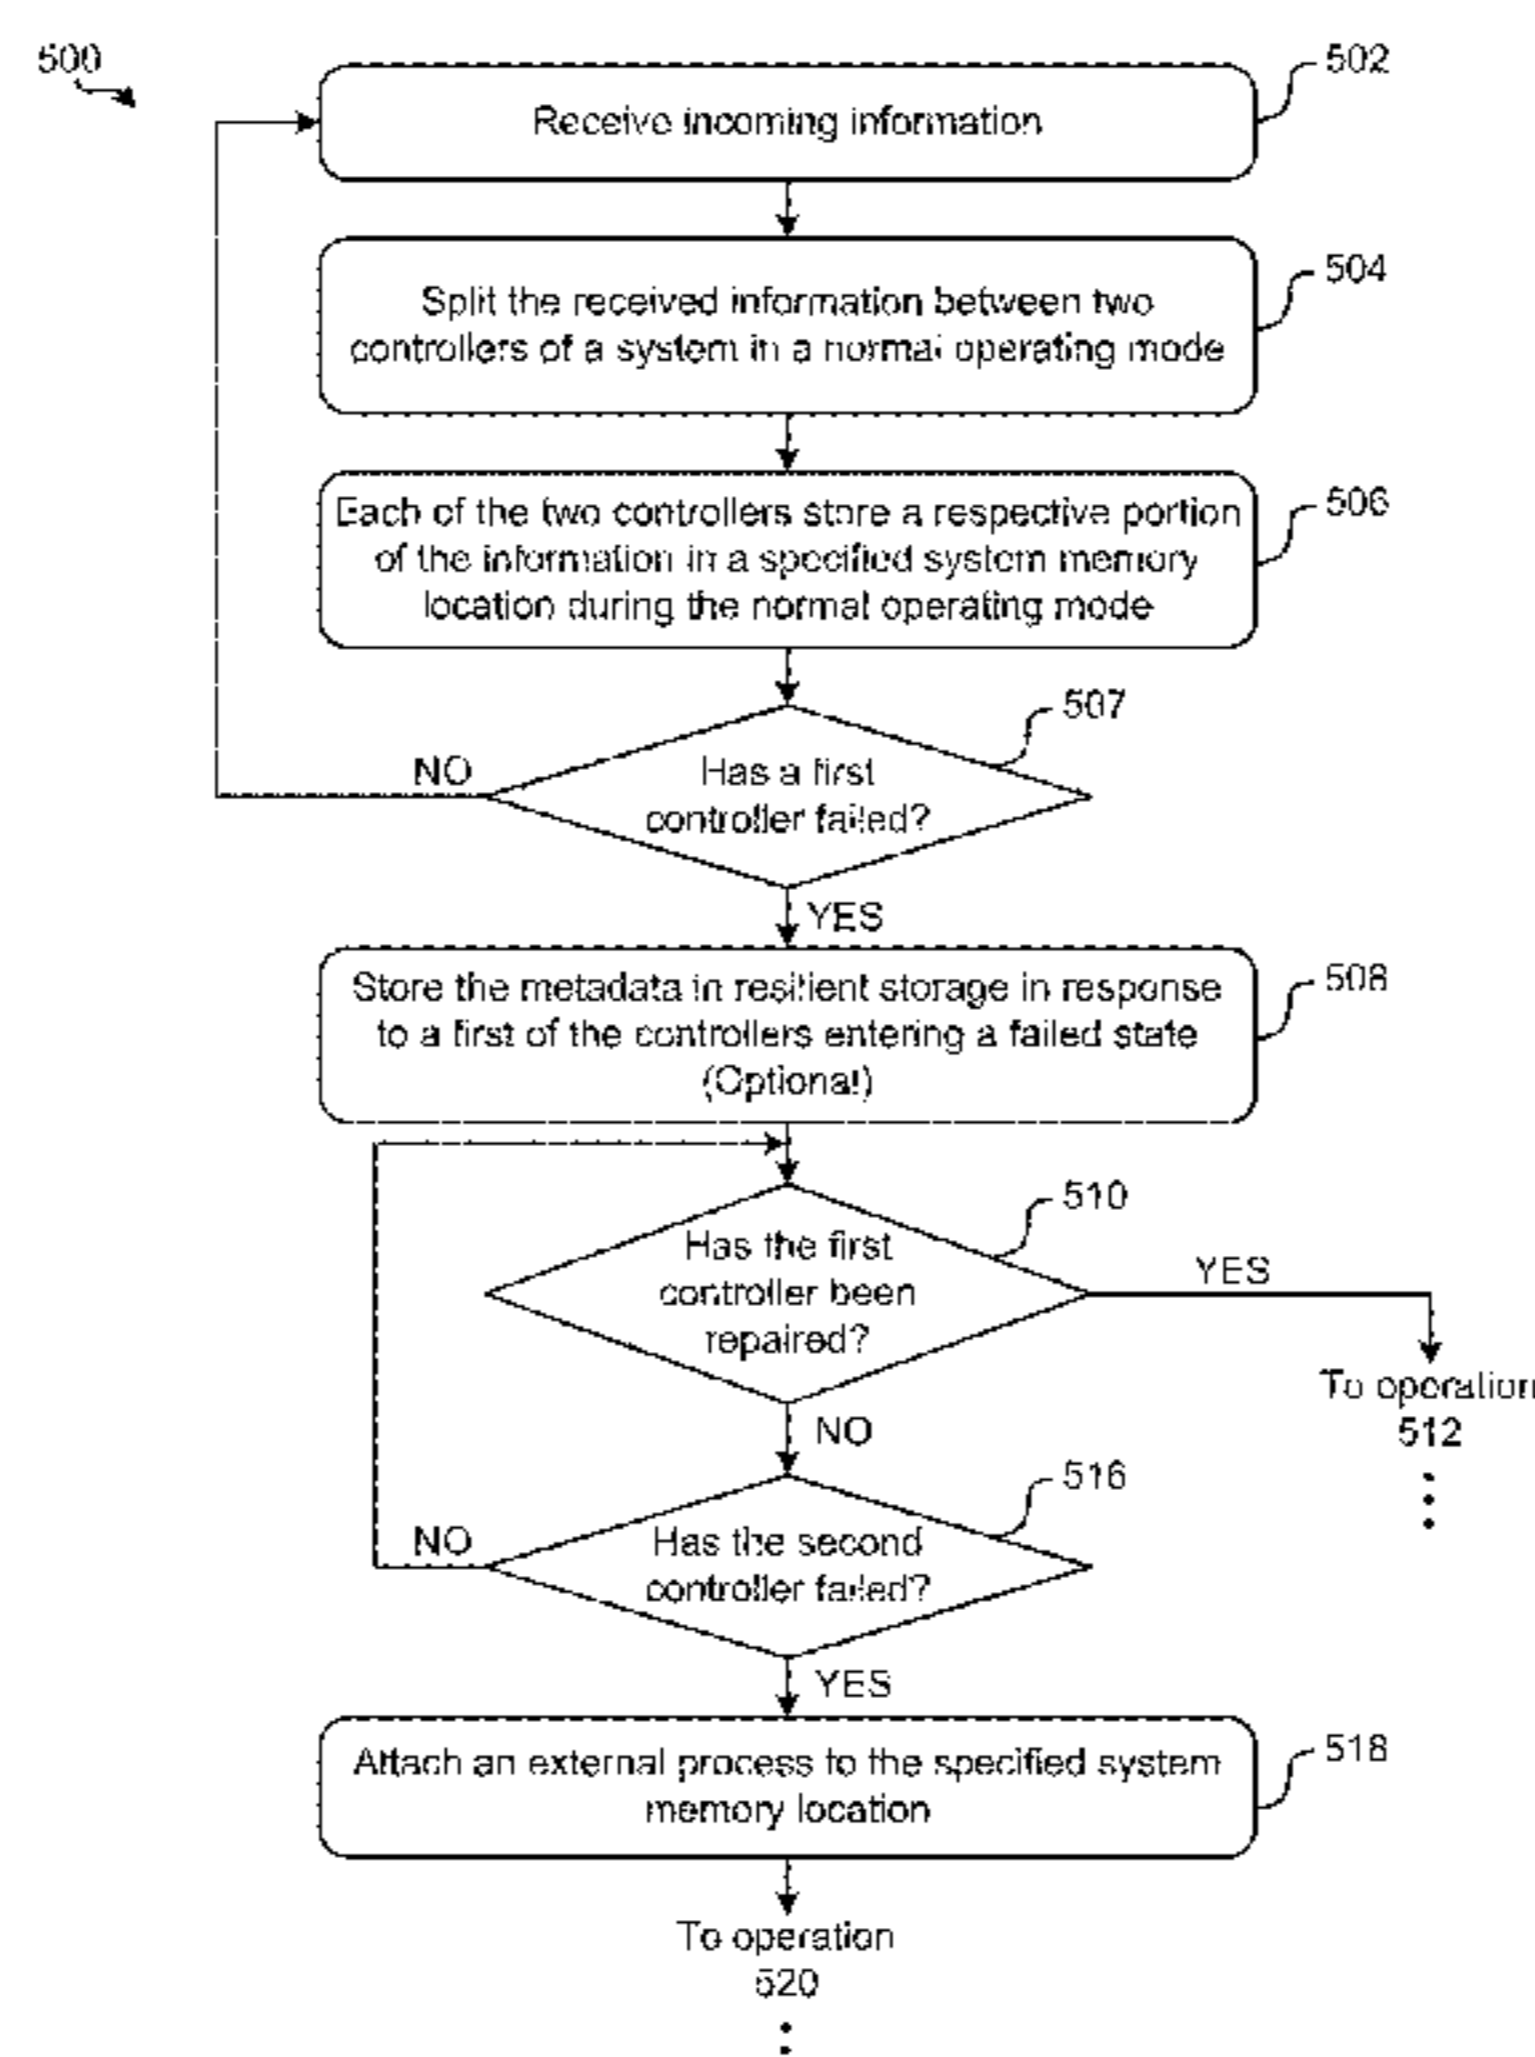 500
502
Receive incoming information
504
Split the received information between two
controllers of a system in a normal operating mode
506
Each of the two controllers store a respective portion
of the information in a specified system memory
location during the normal operating mode
507
NO
Has a first
controller failed?
YES
508
Store the metadata in resilient storage in response
to a first of the controllers entering a failed state
(Optional)
510
Has the first
controller been
repaired?
YES
To operation
512
NO
516
NO
Has the second
controller failed?
YES
518
Attach an external process to the specified system
memory location
To operation
520